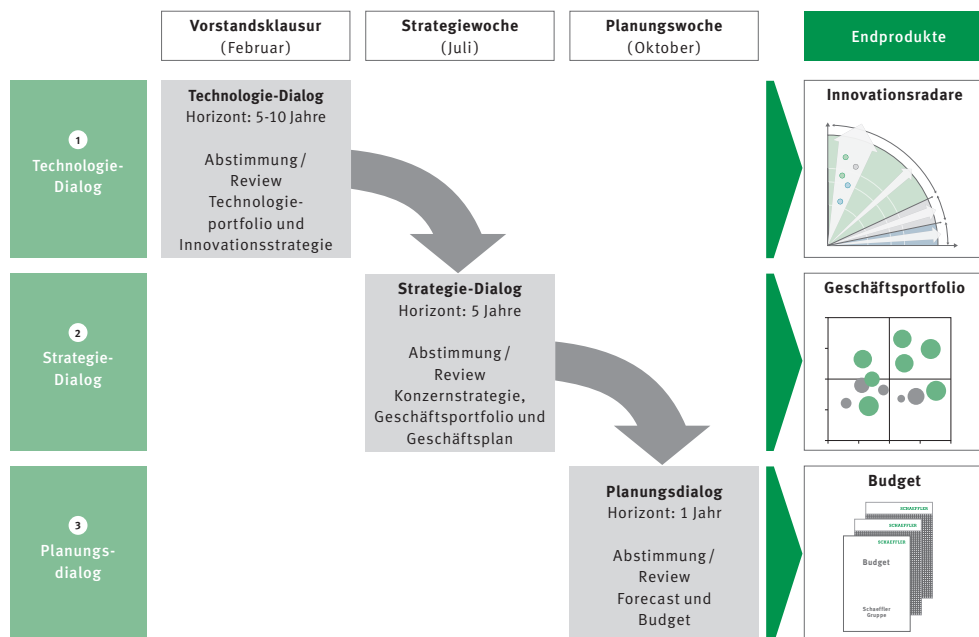 Vorstandsklausur
(Februar)
Strategiewoche
(Juli)
Planungswoche
(Oktober)
Endprodukte
1
Technologie-
Dialog
Technologie-Dialog
Horizont: 5-10 Jahre
Abstimmung/
Review
Technologie-
portfolio und
Innovationsstrategie
Innovationsradare
2
Strategie-
Dialog
Strategie-Dialog
Horizont: 5 Jahre
Abstimmung/
Review
Konzernstrategie,
Geschäftsportfolio und
Geschäftsplan
Geschäftsportfolio
3
Planungs-
dialog
Planungsdialog
Horizont: 1 Jahr
Abstimmung/
Review
Forecast und
Budget
Budget
SCHAEFFLER
SCHAEFFLER
SCHAEFFLER
Budget
Schaeffler
Gruppe